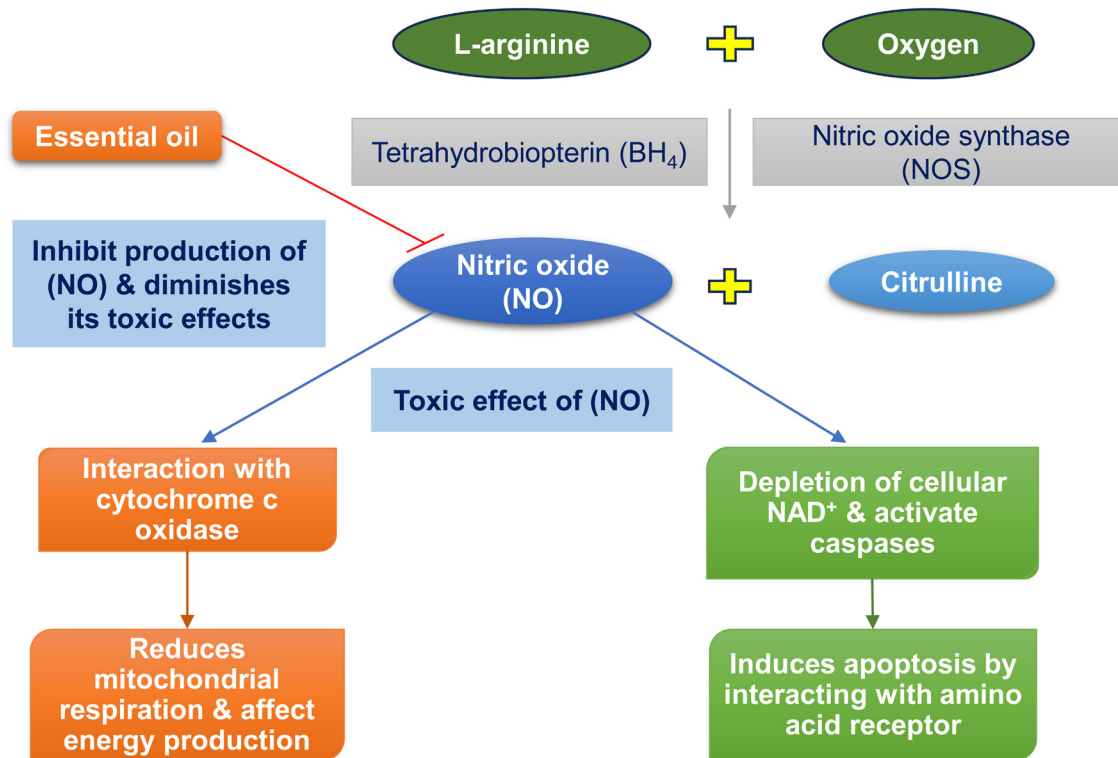 L-arginine
Oxygen
Essential oil
Tetrahydrobiopterin (BH₄)
Nitric oxide synthase
(NOS)
Inhibit production of
(NO) & diminishes
its toxic effects
Nitric oxide
(NO)
Citrulline
Toxic effect of (NO)
Interaction with
cytochrome c
oxidase
Depletion of cellular
NAD⁺ & activate
caspases
Reduces
mitochondrial
respiration & affect
energy production
Induces apoptosis by
interacting with amino
acid receptor